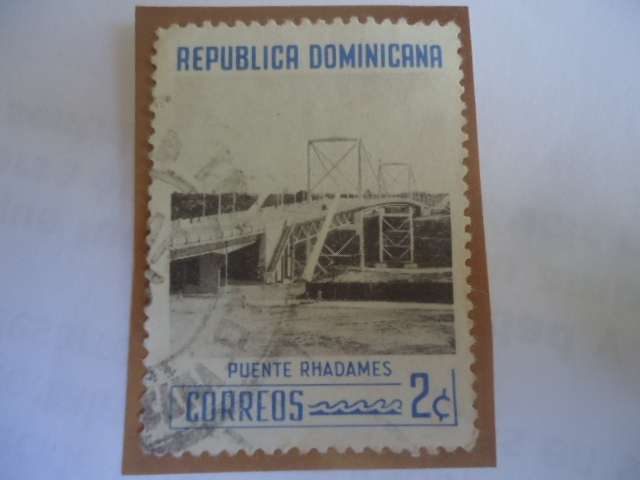 REPUBLICA DOMINICANA
PUENTE RHADAMES
CORREOS 2¢